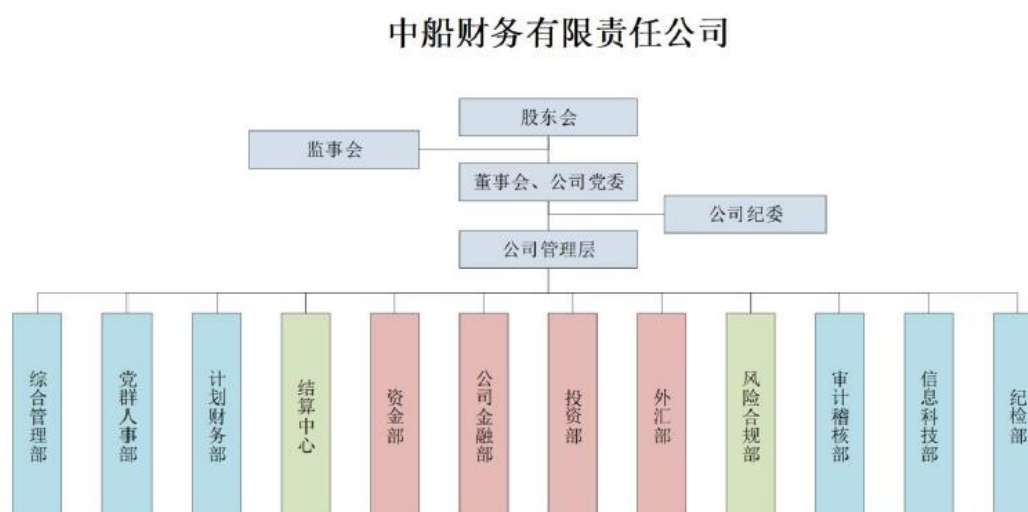 中船财务有限责任公司
股东会
监事会
董事会、公司党委
公司纪委
公司管理层
综合管理部
党群人事部
计划财务部
结算中心
资金部
公司金融部
投资部
外汇部
风险合规部
审计稽核部
信息科技部
纪检部